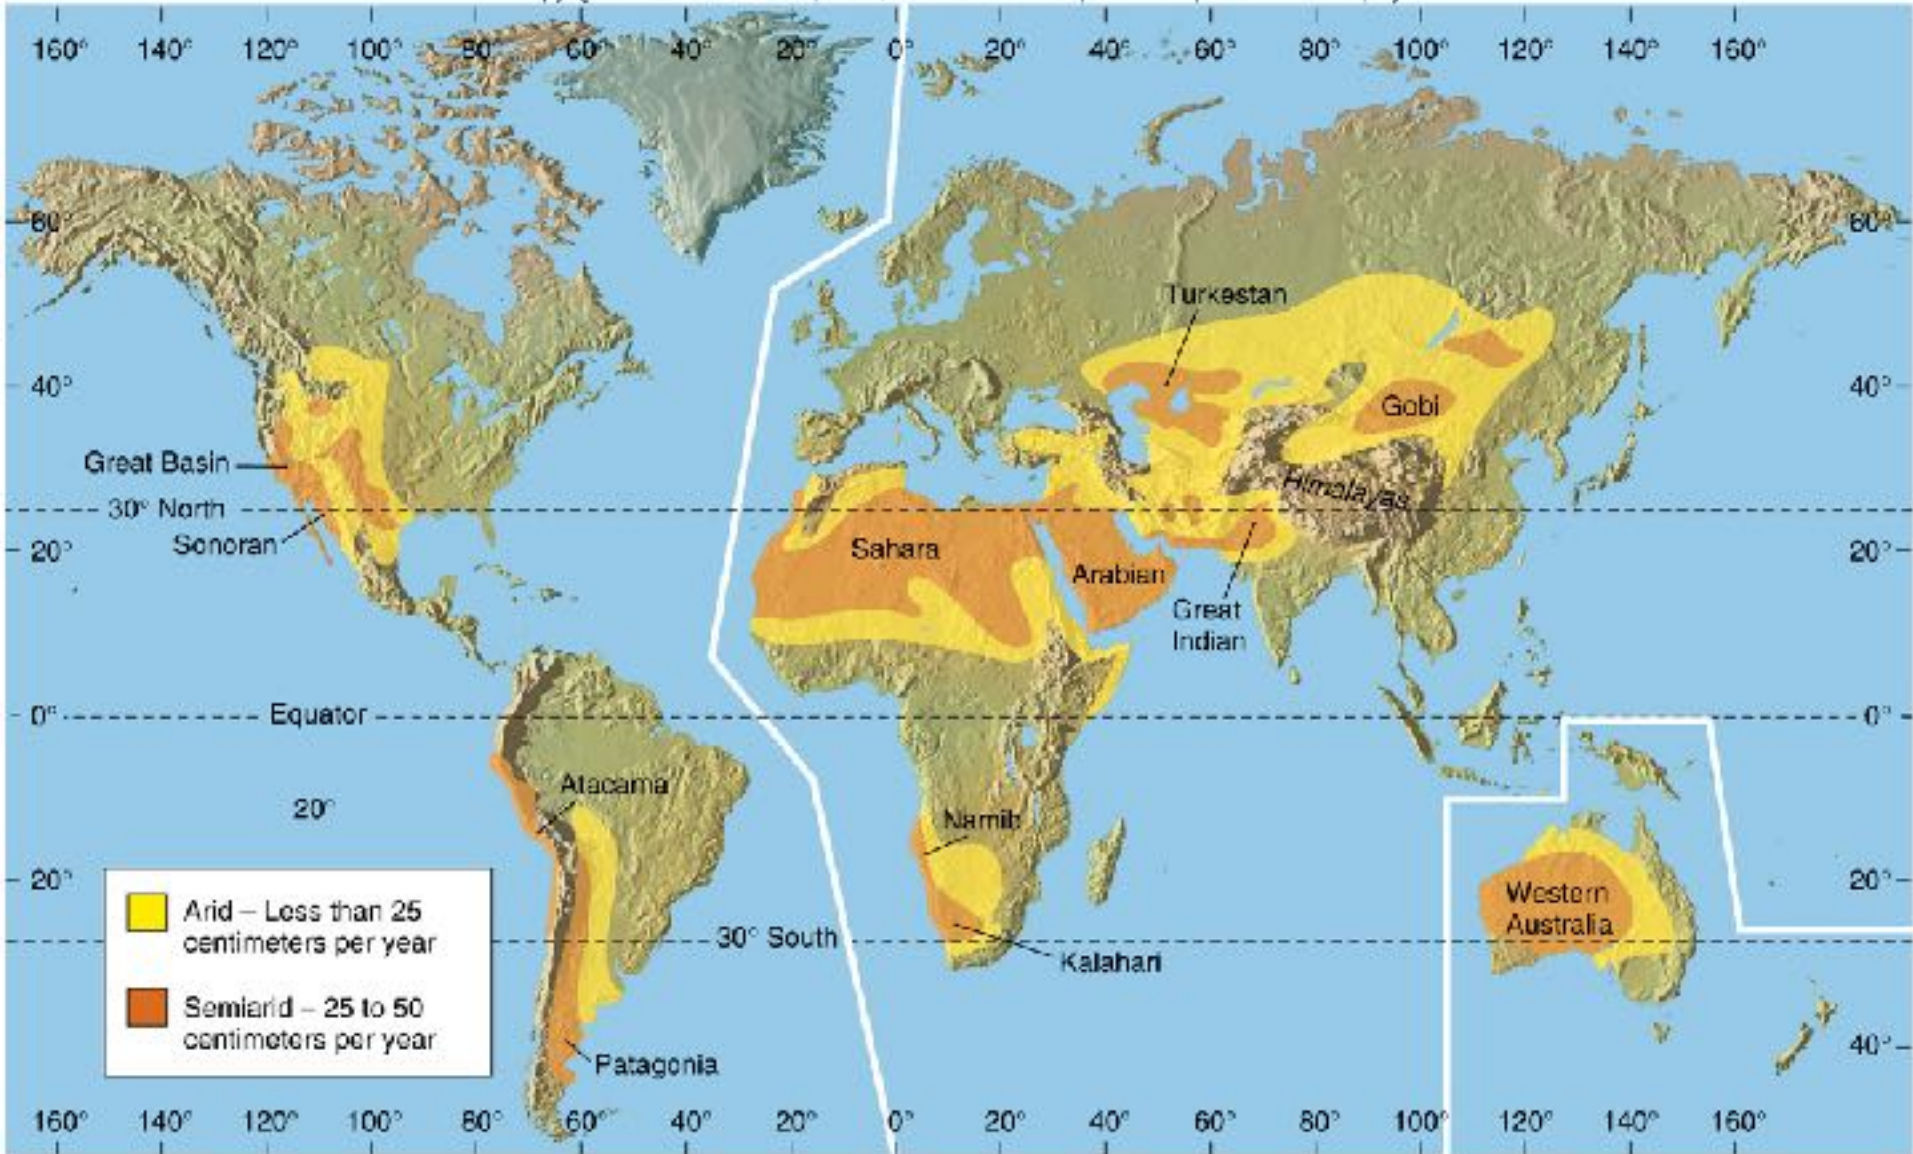 160° 140° 120° 100° 80° 60° 40° 20° 0° 20° 40° 60° 80° 100° 120° 140° 160°
60° 60°
Turkestan
40° 40°
Gobi
Great Basin
Himalayas
30° North
Sonoran
Sahara
20° 20°
Arabian
Great
Indian
0° Equator 0°
Atacama
20°
Namib
20° 20°
Western
Australia
Arid – Less than 25
centimeters per year
30° South
Kalahari
Semiarid – 25 to 50
centimeters per year
40°
Patagonia
160° 140° 120° 100° 80° 60° 40° 20° 0° 20° 40° 60° 80° 100° 120° 140° 160°